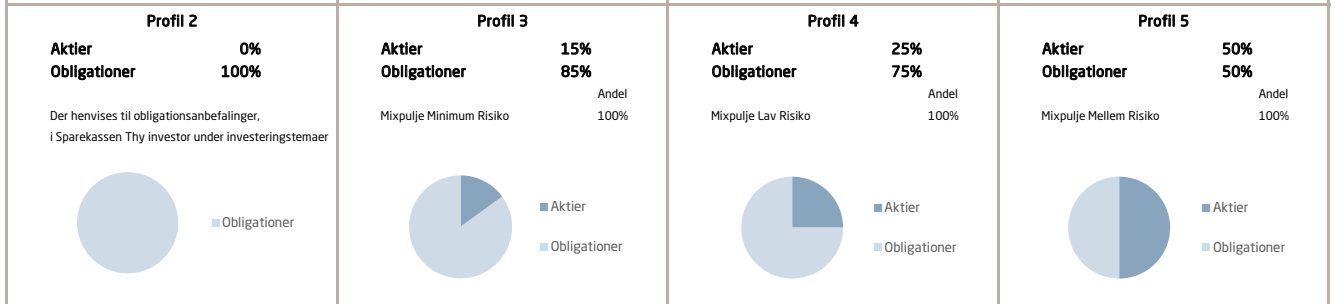 Profil 2
Aktier 0%
Obligationer 100%
Der henvises til obligationsanbefalinger,
i Sparekassen Thy investor under investeringstemaer
Obligationer
Profil 3
Aktier 15%
Obligationer 85%
Andel
Mixpulje Minimum Risiko 100%
Aktier
Obligationer
Profil 4
Aktier 25%
Obligationer 75%
Andel
Mixpulje Lav Risiko 100%
Aktier
Obligationer
Profil 5
Aktier 50%
Obligationer 50%
Andel
Mixpulje Mellem Risiko 100%
Aktier
Obligationer